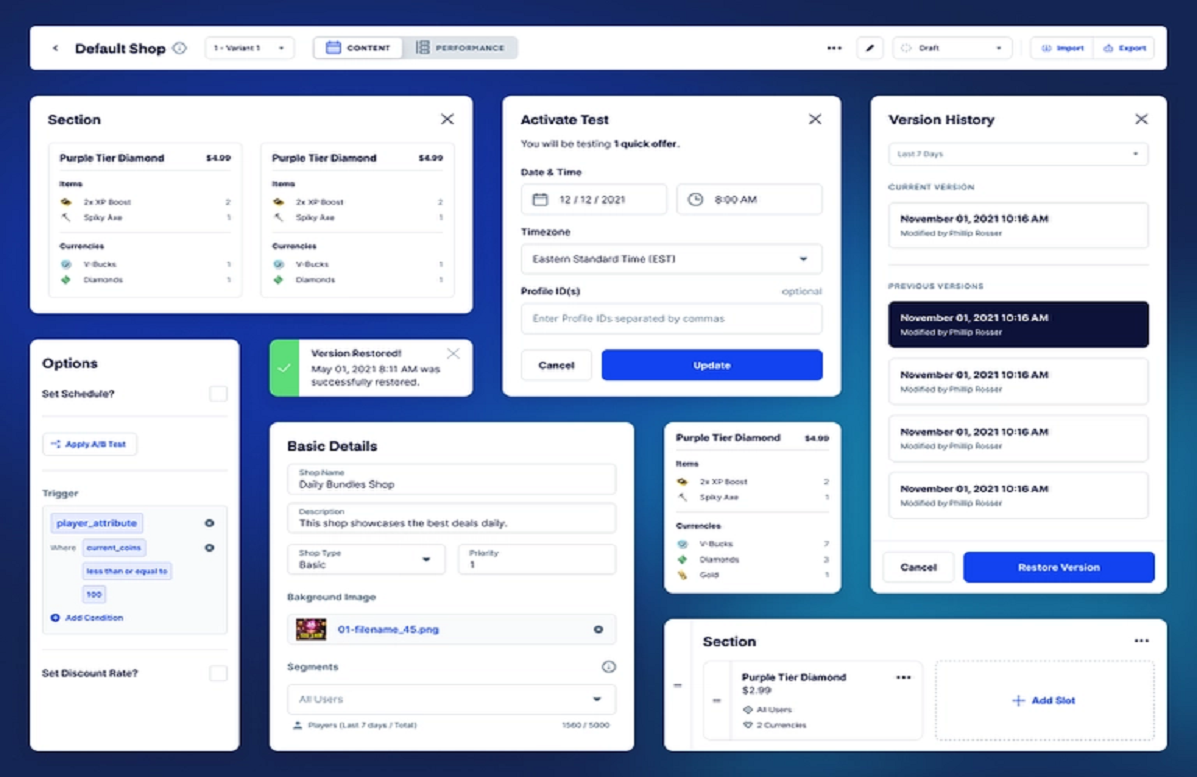 Default Shop
1 - Variant 1
CONTENT
PERFORMANCE
Draft
Import
Export
Section
Purple Tier Diamond $4.99
Items
2x XP Boost 2
Spiky Axe 1
Currencies
V-Bucks 1
Diamonds 1
Purple Tier Diamond $4.99
Items
2x XP Boost 2
Spiky Axe 1
Currencies
V-Bucks 1
Diamonds 1
Activate Test
You will be testing 1 quick offer.
Date & Time
12 / 12 / 2021
8:00 AM
Timezone
Eastern Standard Time (EST)
Profile ID(s) optional
Enter Profile IDs separated by commas
Cancel
Update
Version History
Last 7 Days
CURRENT VERSION
November 01, 2021 10:16 AM
Modified by Phillip Rosser
PREVIOUS VERSIONS
November 01, 2021 10:16 AM
Modified by Phillip Rosser
November 01, 2021 10:16 AM
Modified by Phillip Rosser
November 01, 2021 10:16 AM
Modified by Phillip Rosser
November 01, 2021 10:16 AM
Modified by Phillip Rosser
Cancel
Restore Version
Options
Set Schedule?
Apply A/B Test
Trigger
player_attribute
Where current_coins
less than or equal to
100
Add Condition
Set Discount Rate?
Version Restored!
May 01, 2021 8:11 AM was
successfully restored.
Basic Details
Shop Name
Daily Bundles Shop
Description
This shop showcases the best deals daily.
Shop Type
Basic
Priority
1
Bakground Image
01-filename_45.png
Segments
All Users
Players (Last 7 days / Total) 1560 / 5000
Purple Tier Diamond $4.99
Items
2x XP Boost 2
Spiky Axe 1
Currencies
V-Bucks 7
Diamonds 3
Gold 1
Section
Purple Tier Diamond
$2.99
All Users
2 Currencies
Add Slot